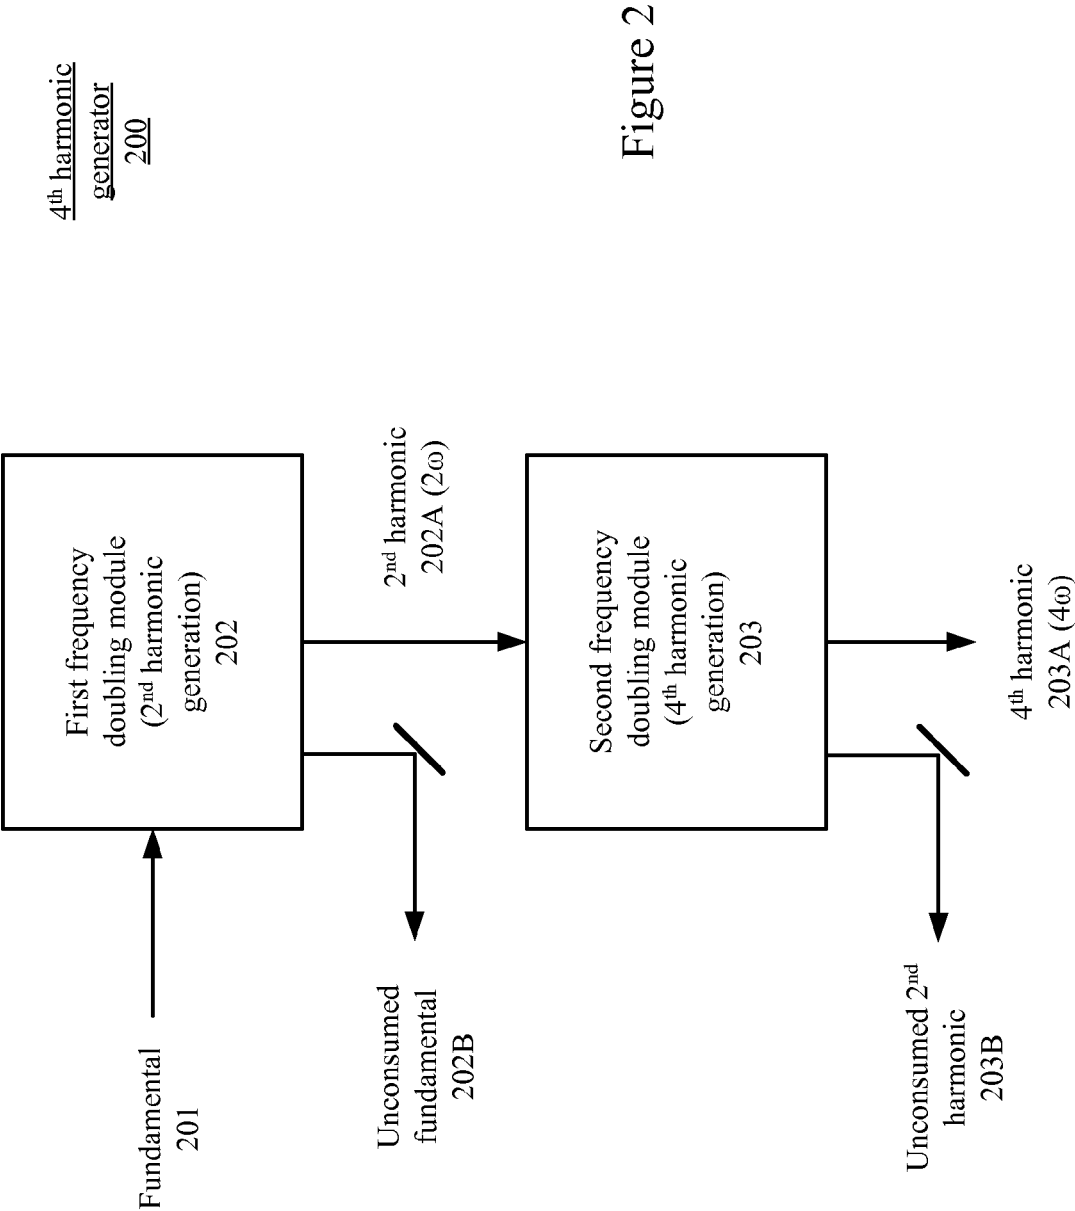 4th harmonic
generator
200
First frequency
doubling module
(2nd harmonic
generation)
202
Fundamental
201
2nd harmonic
202A (2ω)
Unconsumed
fundamental
202B
Second frequency
doubling module
(4th harmonic
generation)
203
4th harmonic
203A (4ω)
Unconsumed 2nd
harmonic
203B
Figure 2